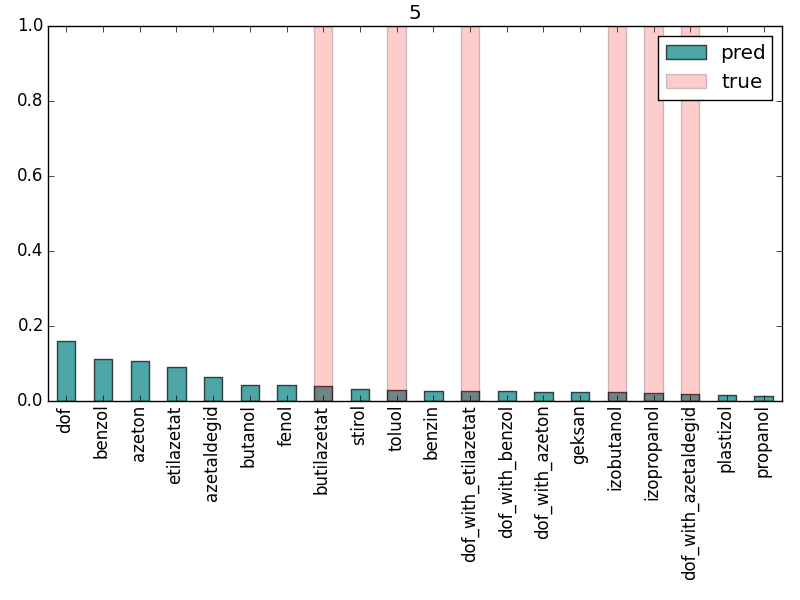 5
1.0
0.8
0.6
0.4
0.2
0.0
pred
true
dof
benzol
azeton
etilazetat
azetaldegid
butanol
fenol
butilazetat
stirol
toluol
benzin
dof_with_etilazetat
dof_with_benzol
dof_with_azeton
geksan
izobutanol
izopropanol
dof_with_azetaldegid
plastizol
propanol